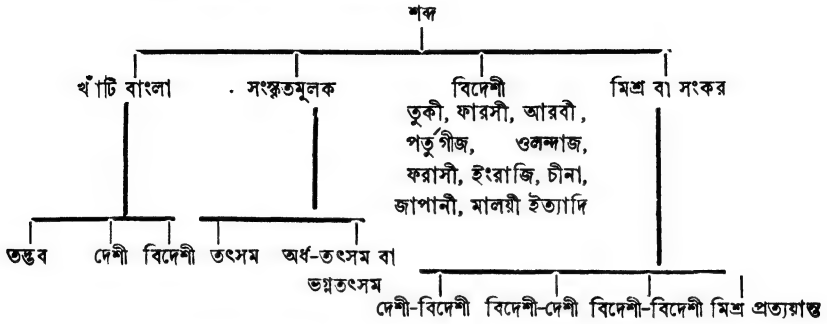 শব্দ
খাঁটি বাংলা সংস্কৃতমূলক বিদেশী মিশ্র বা সংকর
তুকী, ফারসী, আরবী,
পর্তুগীজ, ওলন্দাজ,
ফরাসী, ইংরাজি, চীনা,
জাপানী, মালয়ী ইত্যাদি
তদ্ভব দেশী বিদেশী তৎসম অর্ধ-তৎসম বা
ভগ্নতৎসম
দেশী-বিদেশী বিদেশী-দেশী বিদেশী-বিদেশী মিশ্র প্রত্যয়ান্ত